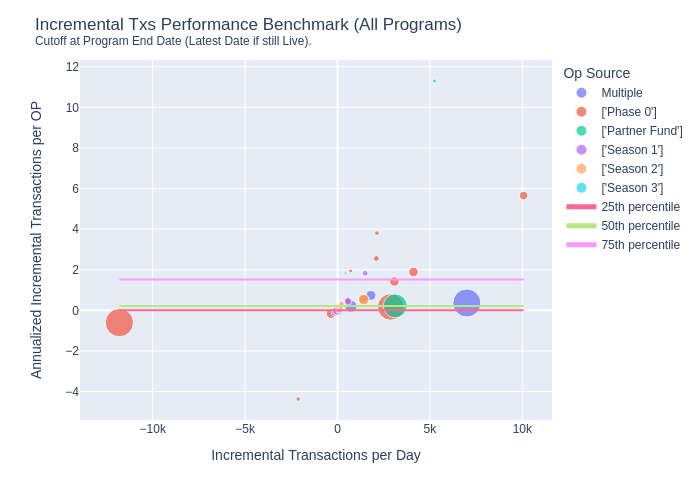 Incremental Txs Performance Benchmark (All Programs)
Cutoff at Program End Date (Latest Date if still Live).
Annualized Incremental Transactions per OP
12
10
8
6
4
2
0
−2
−4
−10k
−5k
0
5k
10k
Incremental Transactions per Day
Op Source
Multiple
['Phase 0']
['Partner Fund']
['Season 1']
['Season 2']
['Season 3']
25th percentile
50th percentile
75th percentile